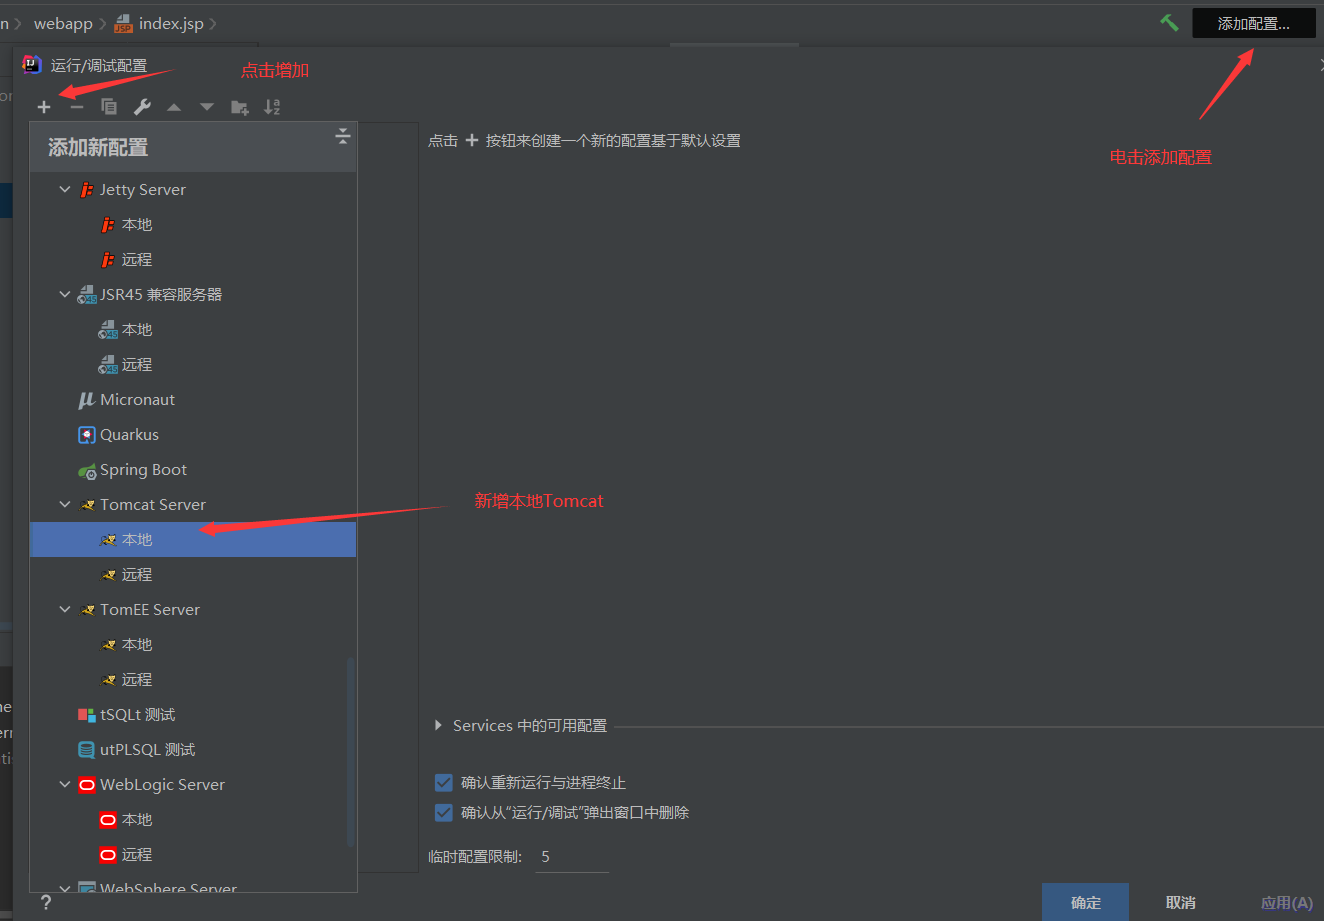 n webapp index.jsp
添加配置...
运行/调试配置
点击增加
电击添加配置
添加新配置
点击 + 按钮来创建一个新的配置基于默认设置
Jetty Server
本地
远程
JSR45 兼容服务器
本地
远程
Micronaut
Quarkus
Spring Boot
Tomcat Server
新增本地Tomcat
本地
远程
TomEE Server
本地
远程
tSQLt 测试
utPLSQL 测试
WebLogic Server
本地
远程
WebSphere Server
Services 中的可用配置
确认重新运行与进程终止
确认从“运行/调试”弹出窗口中删除
临时配置限制: 5
?
确定
取消
应用(A)